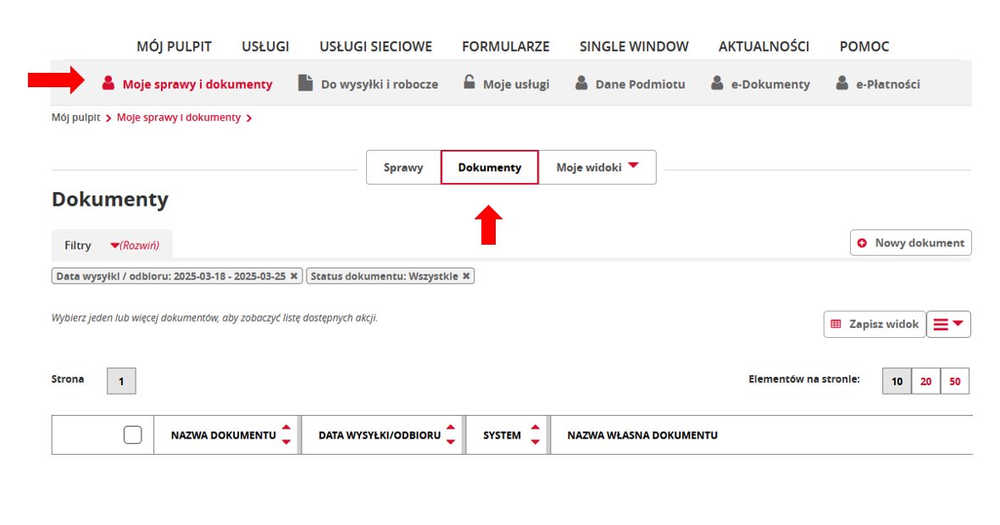 MÓJ PULPIT USŁUGI USŁUGI SIECIOWE FORMULARZE SINGLE WINDOW AKTUALNOŚCI POMOC
Moje sprawy i dokumenty Do wysyłki i robocze Moje usługi Dane Podmiotu e-Dokumenty e-Płatności
Mój pulpit Moje sprawy i dokumenty
Sprawy Dokumenty Moje widoki
Dokumenty
Filtry (Rozwiń)
Nowy dokument
Data wysyłki / odbioru: 2025-03-18 - 2025-03-25 Status dokumentu: Wszystkie
Wybierz jeden lub więcej dokumentów, aby zobaczyć listę dostępnych akcji.
Zapisz widok
Strona 1 Elementów na stronie: 10 20 50
NAZWA DOKUMENTU DATA WYSYŁKI/ODBIORU SYSTEM NAZWA WŁASNA DOKUMENTU